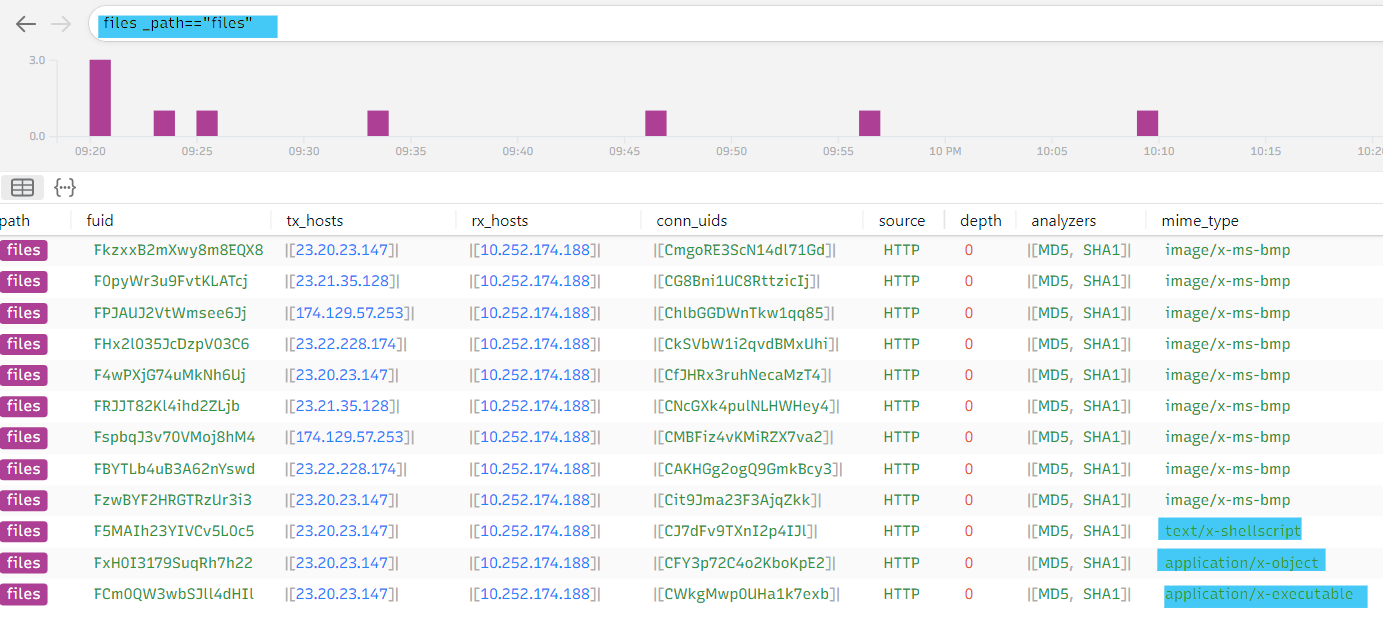 files _path=="files"
3.0
0.0
09:20 09:25 09:30 09:35 09:40 09:45 09:50 09:55 10 PM 10:05 10:10 10:15 10:20
{...}
path fuid tx_hosts rx_hosts conn_uids source depth analyzers mime_type
files FkzxxB2mXwy8m8EQX8 |[23.20.23.147]| |[10.252.174.188]| |[CmgoRE3ScN14dl71Gd]| HTTP 0 |[MD5, SHA1]| image/x-ms-bmp
files F0pyWr3u9FvtKLATcj |[23.21.35.128]| |[10.252.174.188]| |[CG8Bni1UC8RttzicIj]| HTTP 0 |[MD5, SHA1]| image/x-ms-bmp
files FPJAUJ2VtWmsee6Jj |[174.129.57.253]| |[10.252.174.188]| |[ChlbGGDWnTkw1qq85]| HTTP 0 |[MD5, SHA1]| image/x-ms-bmp
files FHx2l035JcDzpV03C6 |[23.22.228.174]| |[10.252.174.188]| |[CkSVbW1i2qvdBMxUhi]| HTTP 0 |[MD5, SHA1]| image/x-ms-bmp
files F4wPXjG74uMkNh6Uj |[23.20.23.147]| |[10.252.174.188]| |[CfJHRx3ruhNecaMzT4]| HTTP 0 |[MD5, SHA1]| image/x-ms-bmp
files FRJJT82Kl4ihd2ZLjb |[23.21.35.128]| |[10.252.174.188]| |[CNcGXk4pulNLHWHey4]| HTTP 0 |[MD5, SHA1]| image/x-ms-bmp
files FspbqJ3v70VMoj8hM4 |[174.129.57.253]| |[10.252.174.188]| |[CMBFiz4vKMiRZX7va2]| HTTP 0 |[MD5, SHA1]| image/x-ms-bmp
files FBYTLb4uB3A62nYswd |[23.22.228.174]| |[10.252.174.188]| |[CAKHGg2ogQ9GmkBcy3]| HTTP 0 |[MD5, SHA1]| image/x-ms-bmp
files FzwBYF2HRGTRzUr3i3 |[23.20.23.147]| |[10.252.174.188]| |[Cit9Jma23F3AjqZkk]| HTTP 0 |[MD5, SHA1]| image/x-ms-bmp
files F5MAIh23YIVCv5L0c5 |[23.20.23.147]| |[10.252.174.188]| |[CJ7dFv9TXnI2p4IJl]| HTTP 0 |[MD5, SHA1]| text/x-shellscript
files FxH0I3179SuqRh7h22 |[23.20.23.147]| |[10.252.174.188]| |[CFY3p72C4o2KboKpE2]| HTTP 0 |[MD5, SHA1]| application/x-object
files FCm0QW3wbSJll4dHIl |[23.20.23.147]| |[10.252.174.188]| |[CWkgMwp0UHa1k7exb]| HTTP 0 |[MD5, SHA1]| application/x-executable